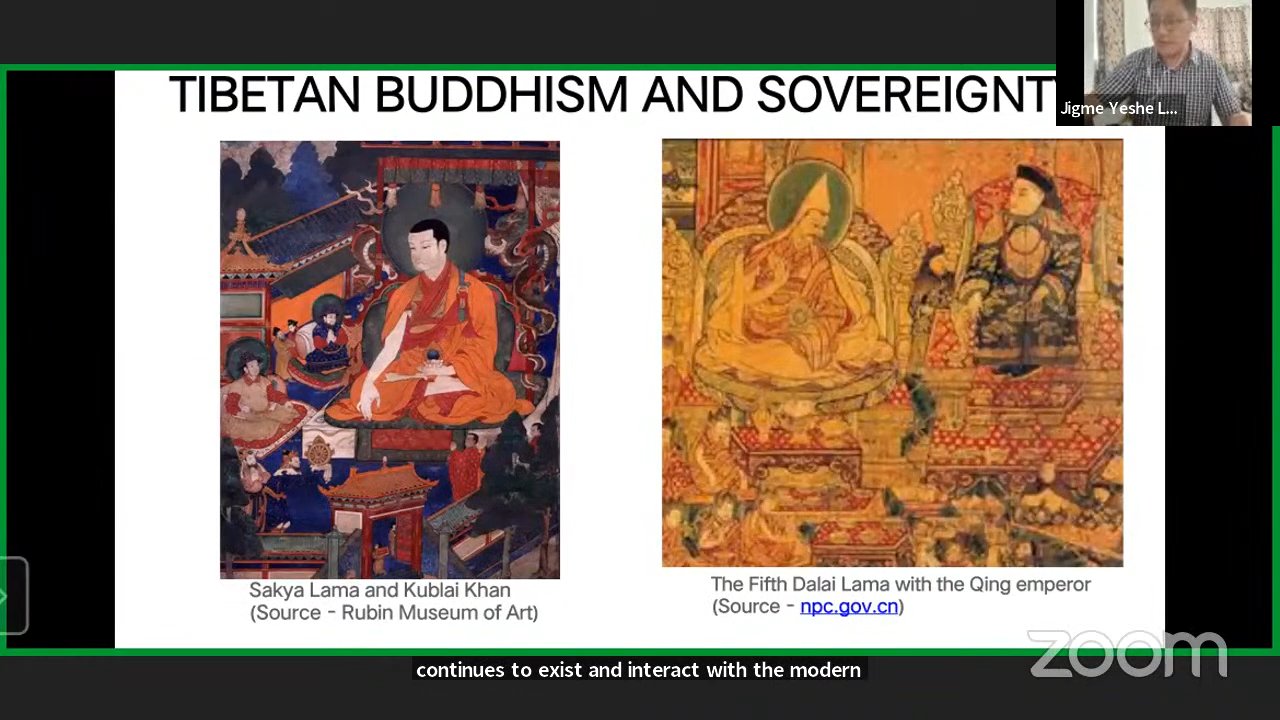 TIBETAN BUDDHISM AND SOVEREIGNT
Jigme Yeshe L...
Sakya Lama and Kublai Khan
(Source - Rubin Museum of Art)
The Fifth Dalai Lama with the Qing emperor
(Source - npc.gov.cn)
zoom
continues to exist and interact with the modern